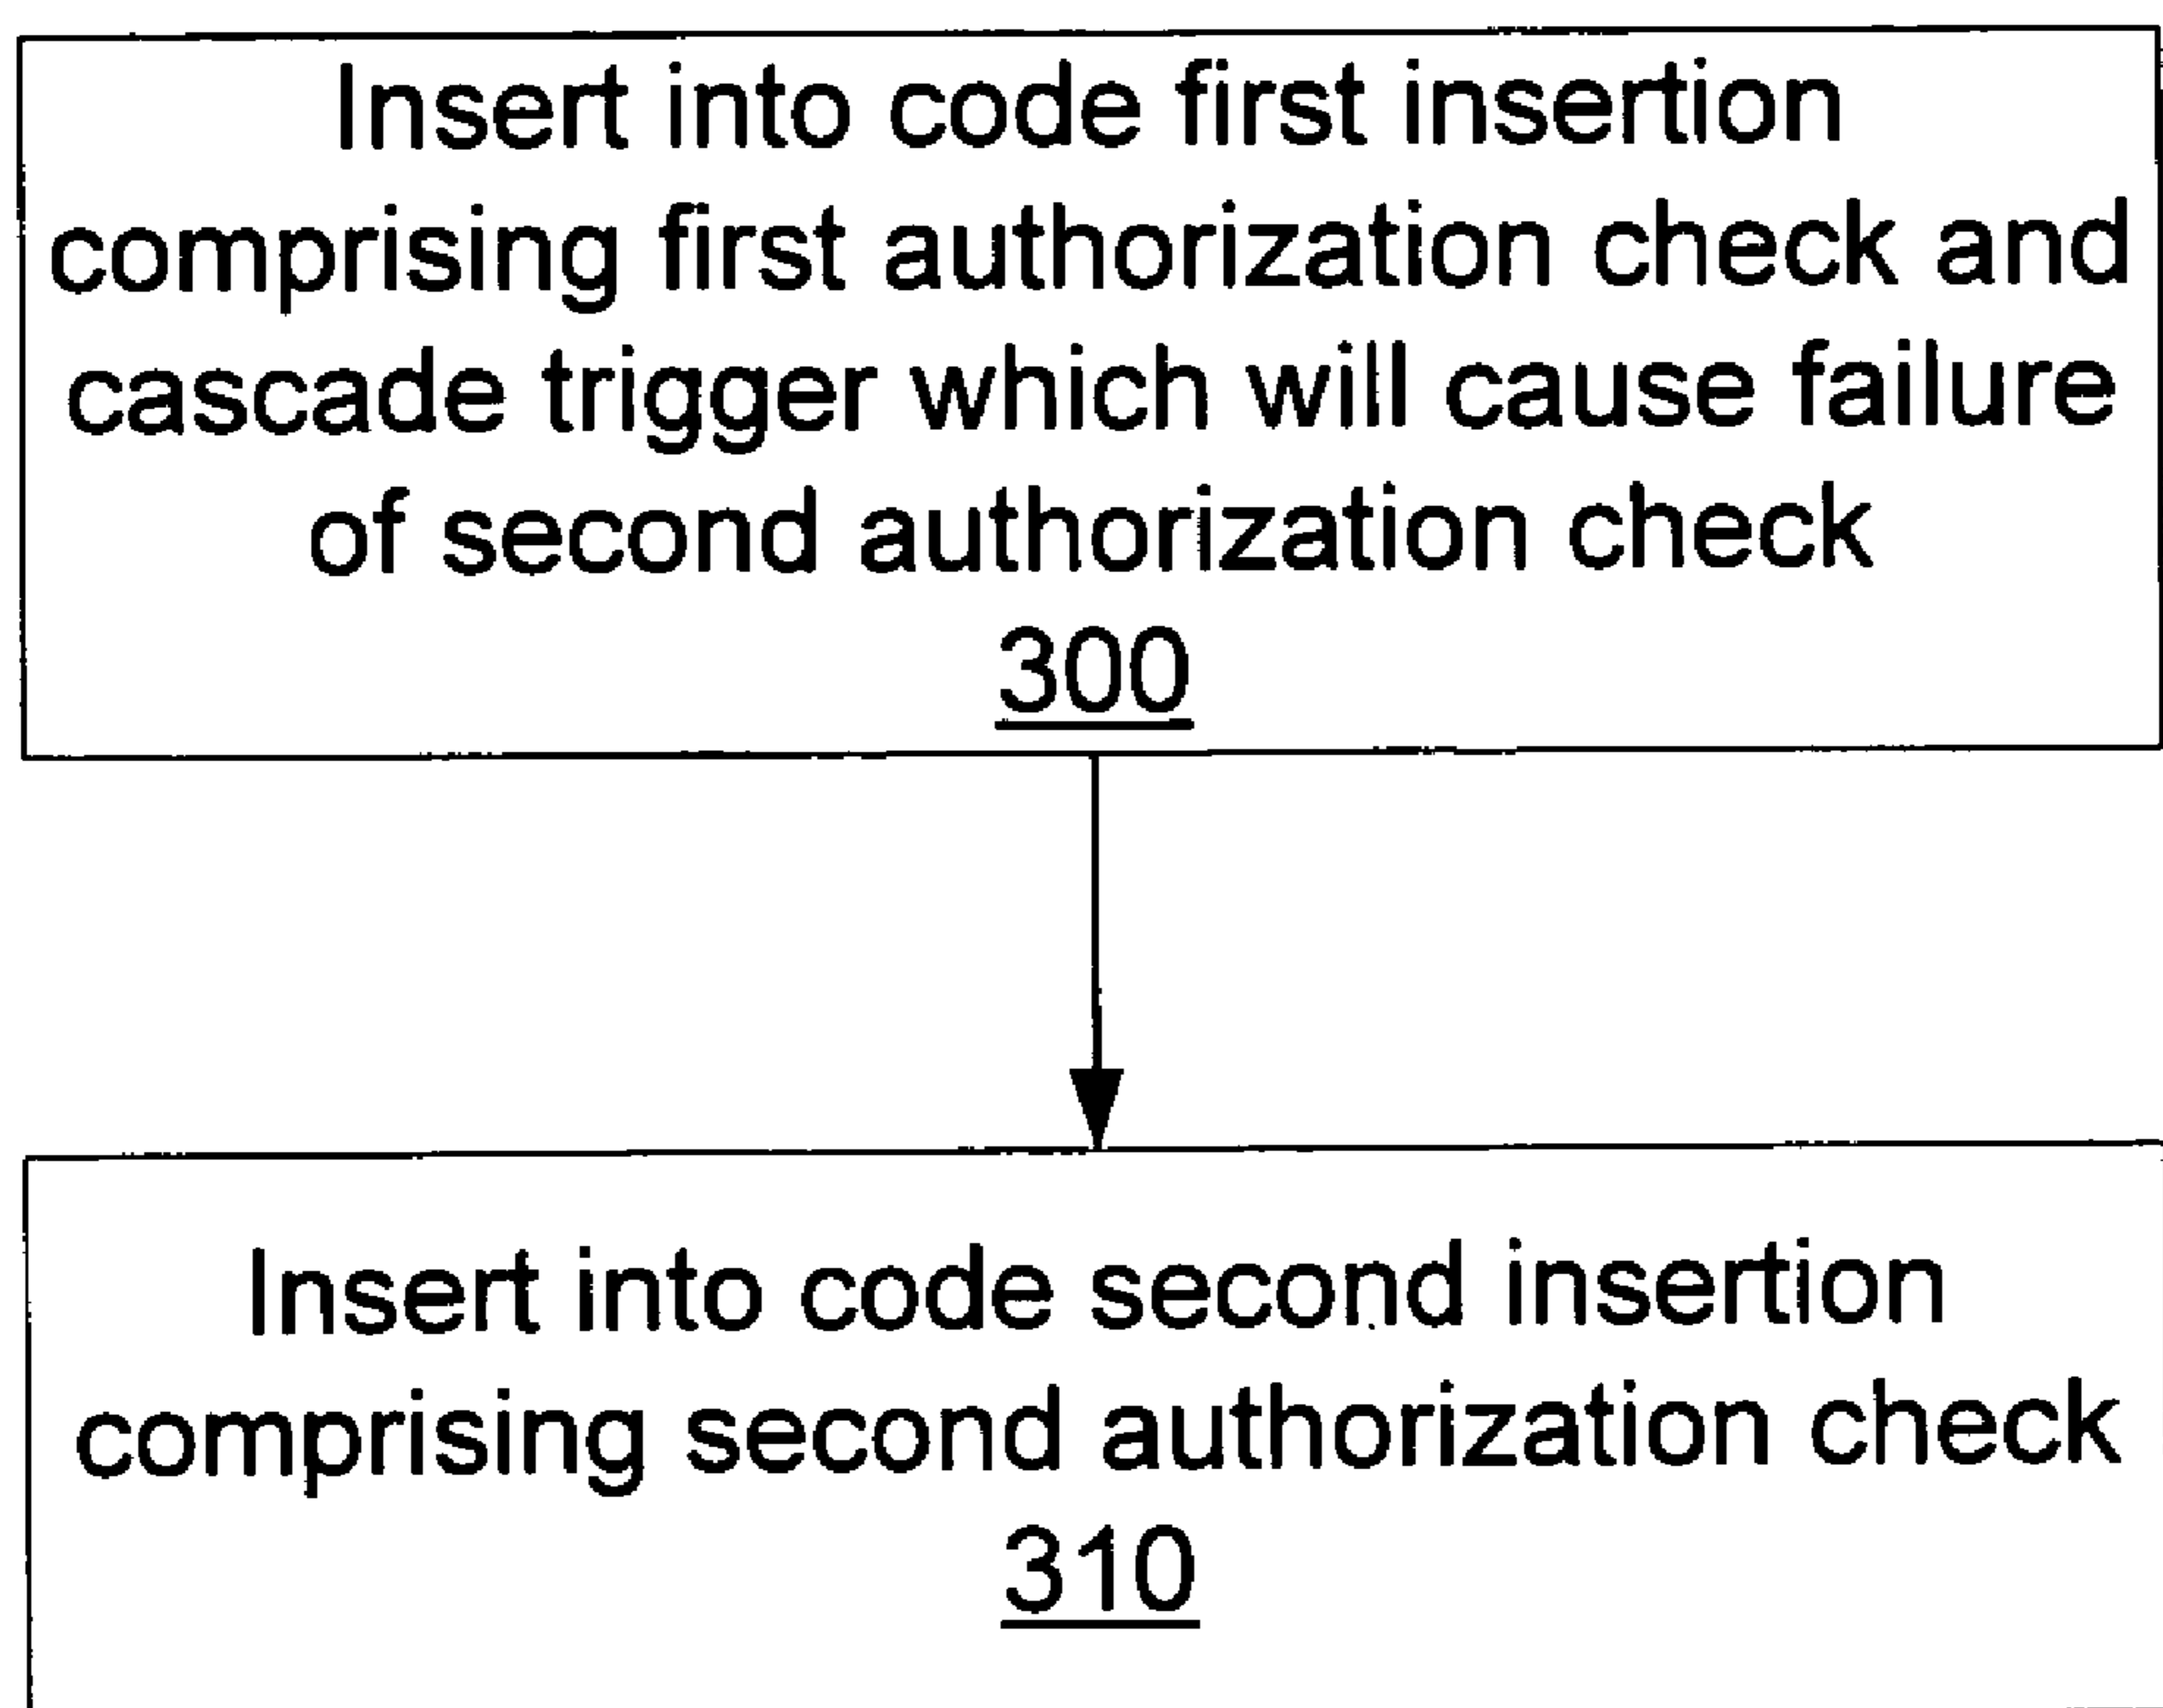 Insert into code first insertion
comprising first authorization check and
cascade trigger which will cause failure
of second authorization check
300
Insert into code second insertion
comprising second authorization check
310